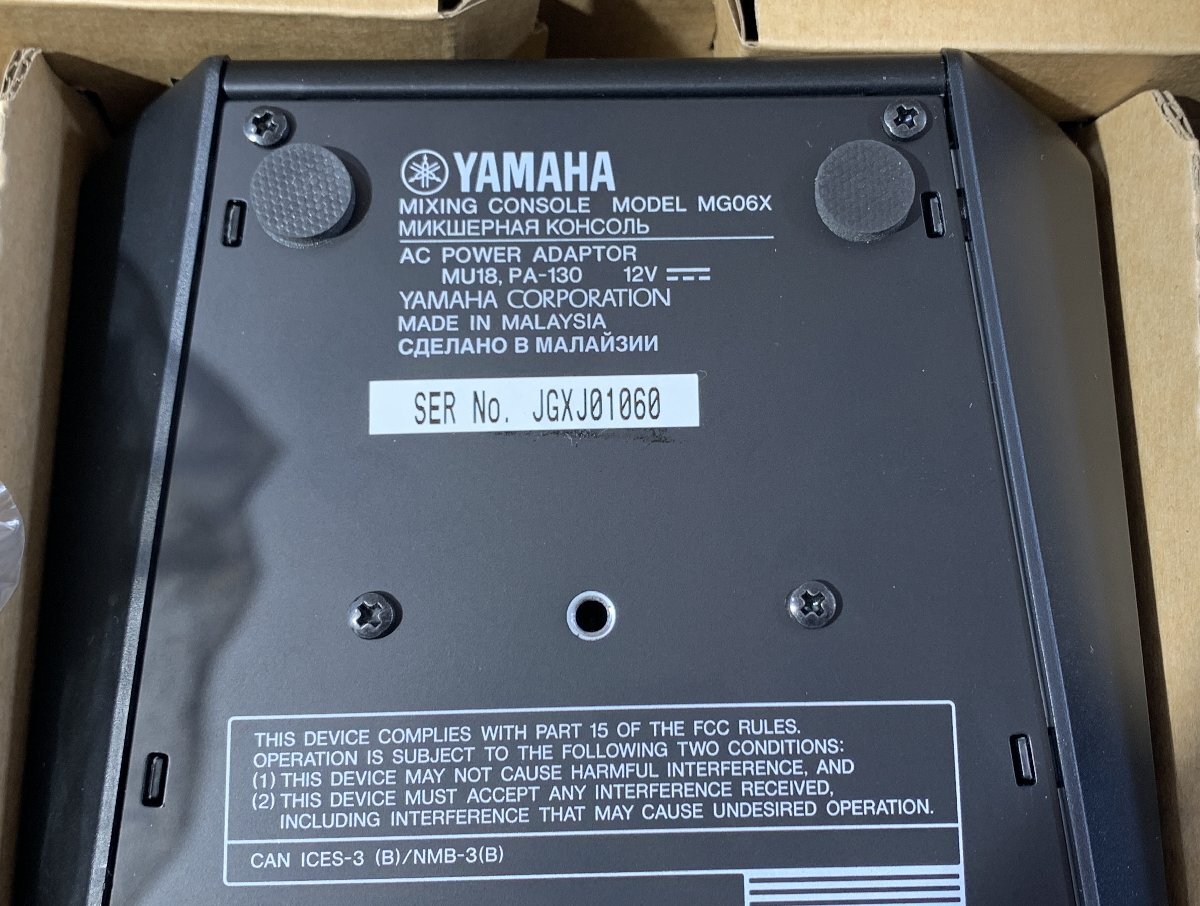 YAMAHA
MIXING CONSOLE MODEL MG06X
МИКШЕРНАЯ КОНСОЛЬ
AC POWER ADAPTOR
MU18, PA-130 12V
YAMAHA CORPORATION
MADE IN MALAYSIA
СДЕЛАНО В МАЛАЙЗИИ
SER No. JGXJ01060
THIS DEVICE COMPLIES WITH PART 15 OF THE FCC RULES.
OPERATION IS SUBJECT TO THE FOLLOWING TWO CONDITIONS:
(1) THIS DEVICE MAY NOT CAUSE HARMFUL INTERFERENCE, AND
(2) THIS DEVICE MUST ACCEPT ANY INTERFERENCE RECEIVED,
INCLUDING INTERFERENCE THAT MAY CAUSE UNDESIRED OPERATION.
CAN ICES-3 (B)/NMB-3(B)